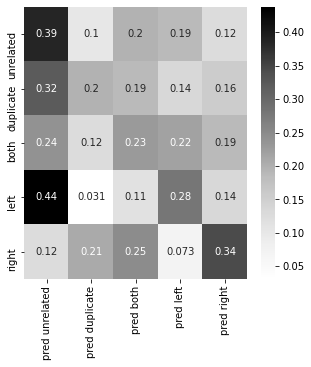 unrelated 0.39 0.1 0.2 0.19 0.12
duplicate 0.32 0.2 0.19 0.14 0.16
both 0.24 0.12 0.23 0.22 0.19
left 0.44 0.031 0.11 0.28 0.14
right 0.12 0.21 0.25 0.073 0.34
pred unrelated
pred duplicate
pred both
pred left
pred right
0.40
0.35
0.30
0.25
0.20
0.15
0.10
0.05